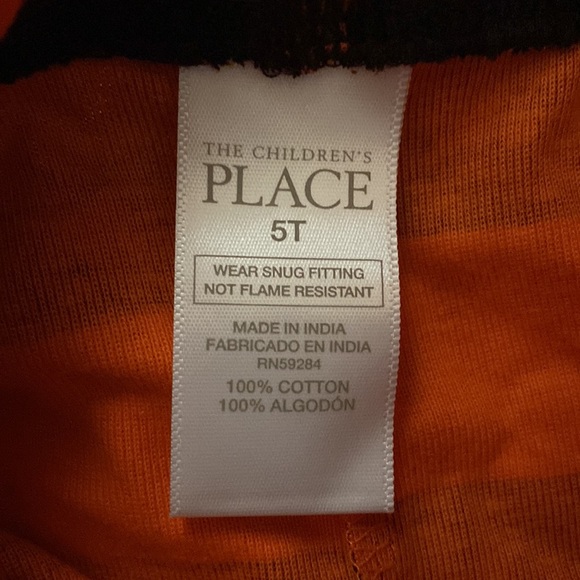 THE CHILDREN'S
PLACE
5T
WEAR SNUG FITTING
NOT FLAME RESISTANT
MADE IN INDIA
FABRICADO EN INDIA
RN59284
100% COTTON
100% ALGODÓN